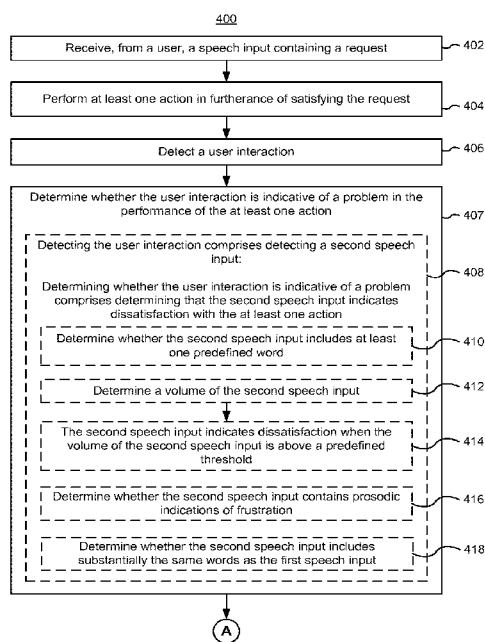 400
Receive, from a user, a speech input containing a request
402
Perform at least one action in furtherance of satisfying the request
404
Detect a user interaction
406
Determine whether the user interaction is indicative of a problem in the
performance of the at least one action
407
Detecting the user interaction comprises detecting a second speech
input:
408
Determining whether the user interaction is indicative of a problem
comprises determining that the second speech input indicates
dissatisfaction with the at least one action
Determine whether the second speech input includes at least
one predefined word
410
Determine a volume of the second speech input
412
The second speech input indicates dissatisfaction when the
volume of the second speech input is above a predefined
threshold
414
Determine whether the second speech input contains prosodic
indications of frustration
416
Determine whether the second speech input includes
substantially the same words as the first speech input
418
A